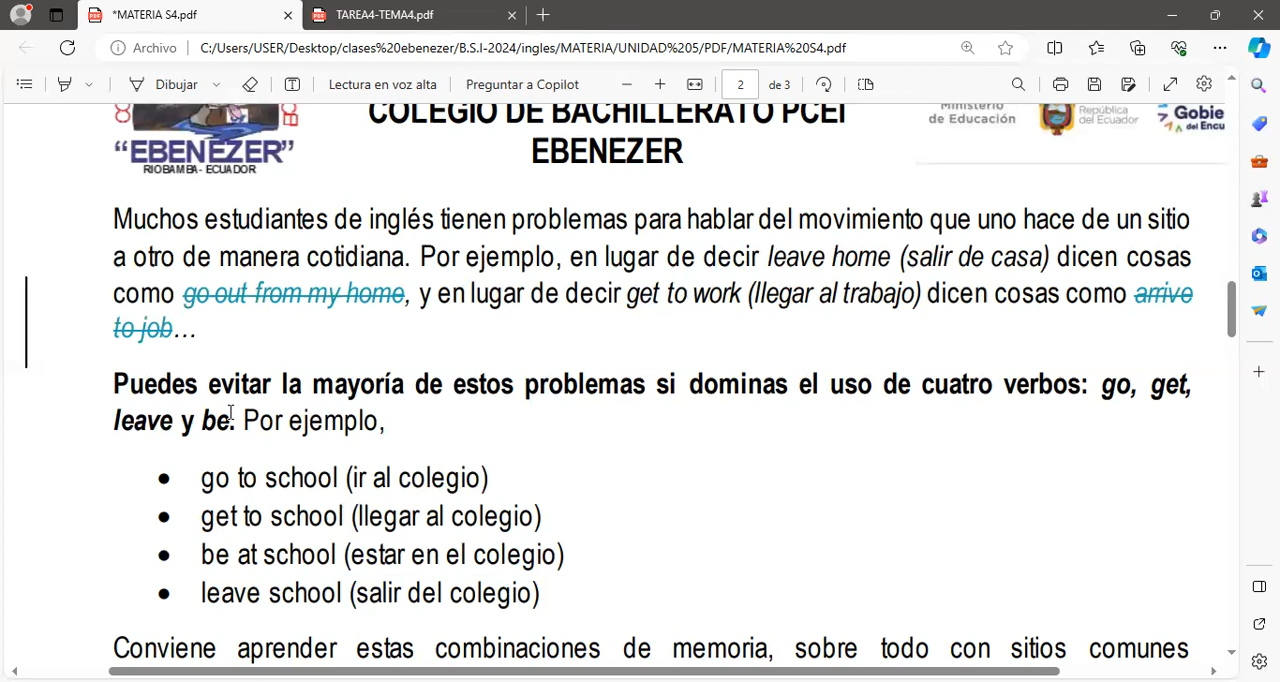 *MATERIA S4.pdf
TAREA4-TEMA4.pdf
Archivo
C:/Users/USER/Desktop/clases%20ebenezer/B.S.I-2024/ingles/MATERIA/UNIDAD%205/PDF/MATERIA%20S4.pdf
Dibujar
Lectura en voz alta
Preguntar a Copilot
2
de 3
COLEGIO DE BACHILLERATO PCEI
EBENEZER
"EBENEZER"
RIOBAMBA- ECUADOR
Ministerio
de Educación
República
del Ecuador
Gobie
del Encu
Muchos estudiantes de inglés tienen problemas para hablar del movimiento que uno hace de un sitio
a otro de manera cotidiana. Por ejemplo, en lugar de decir leave home (salir de casa) dicen cosas
como go out from my home, y en lugar de decir get to work (llegar al trabajo) dicen cosas como arrive
to job...
Puedes evitar la mayoría de estos problemas si dominas el uso de cuatro verbos: go, get,
leave y be. Por ejemplo,
• go to school (ir al colegio)
• get to school (llegar al colegio)
• be at school (estar en el colegio)
• leave school (salir del colegio)
Conviene aprender estas combinaciones de memoria, sobre todo con sitios comunes